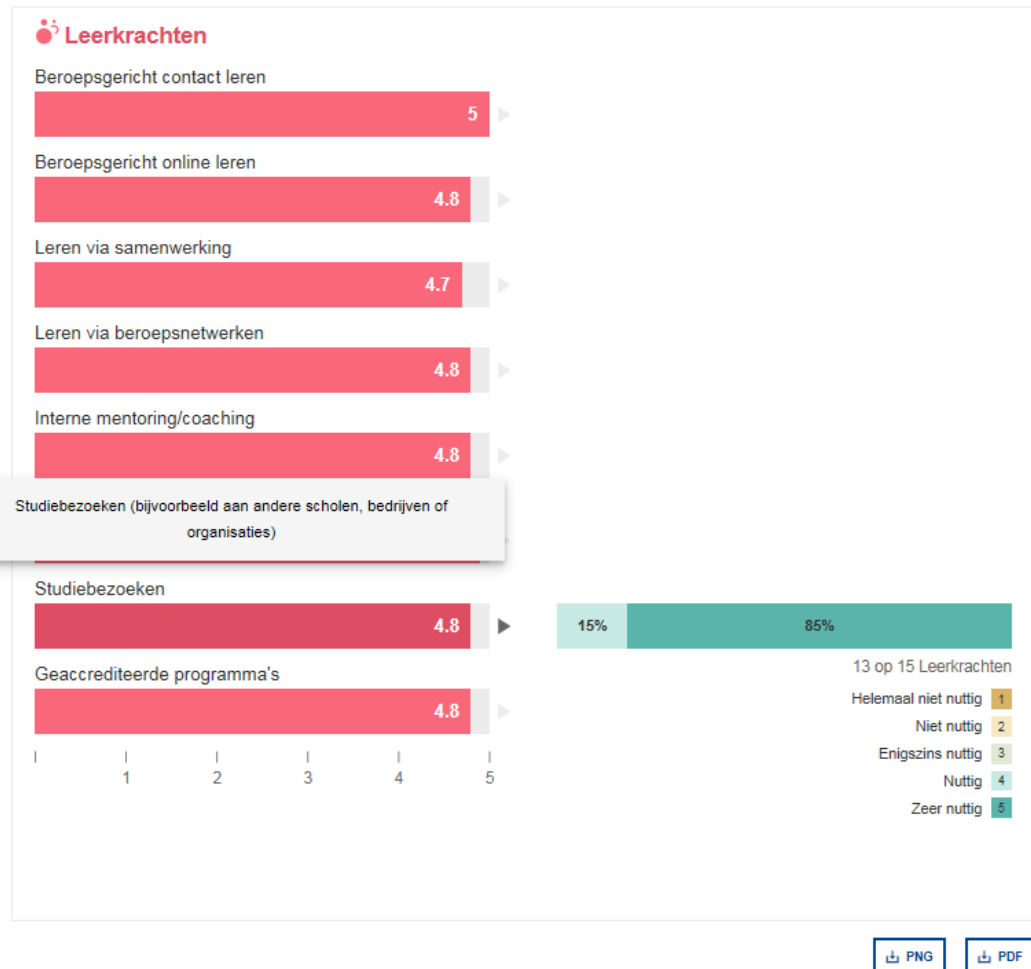 Leerkrachten
Beroepsgericht contact leren
5
Beroepsgericht online leren
4.8
Leren via samenwerking
4.7
Leren via beroepsnetwerken
4.8
Interne mentoring/coaching
4.8
Studiebezoeken (bijvoorbeeld aan andere scholen, bedrijven of
organisaties)
Studiebezoeken
4.8 15% 85%
13 op 15 Leerkrachten
Geaccrediteerde programma's
4.8
Helemaal niet nuttig 1
Niet nuttig 2
Enigszins nuttig 3
Nuttig 4
Zeer nuttig 5
1 2 3 4 5
PNG PDF